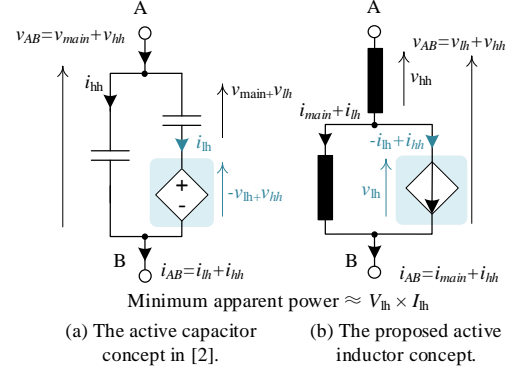 A
v_AB=v_main+v_hh
i_hh
v_main+v_lh
i_lh
+
-
-v_lh+v_hh
B
i_AB=i_lh+i_hh
A
v_AB=v_lh+v_hh
v_hh
i_main+i_lh
-i_lh+i_hh
v_lh
B
i_AB=i_main+i_hh
Minimum apparent power ≈ V_lh × I_lh
(a) The active capacitor
concept in [2].
(b) The proposed active
inductor concept.